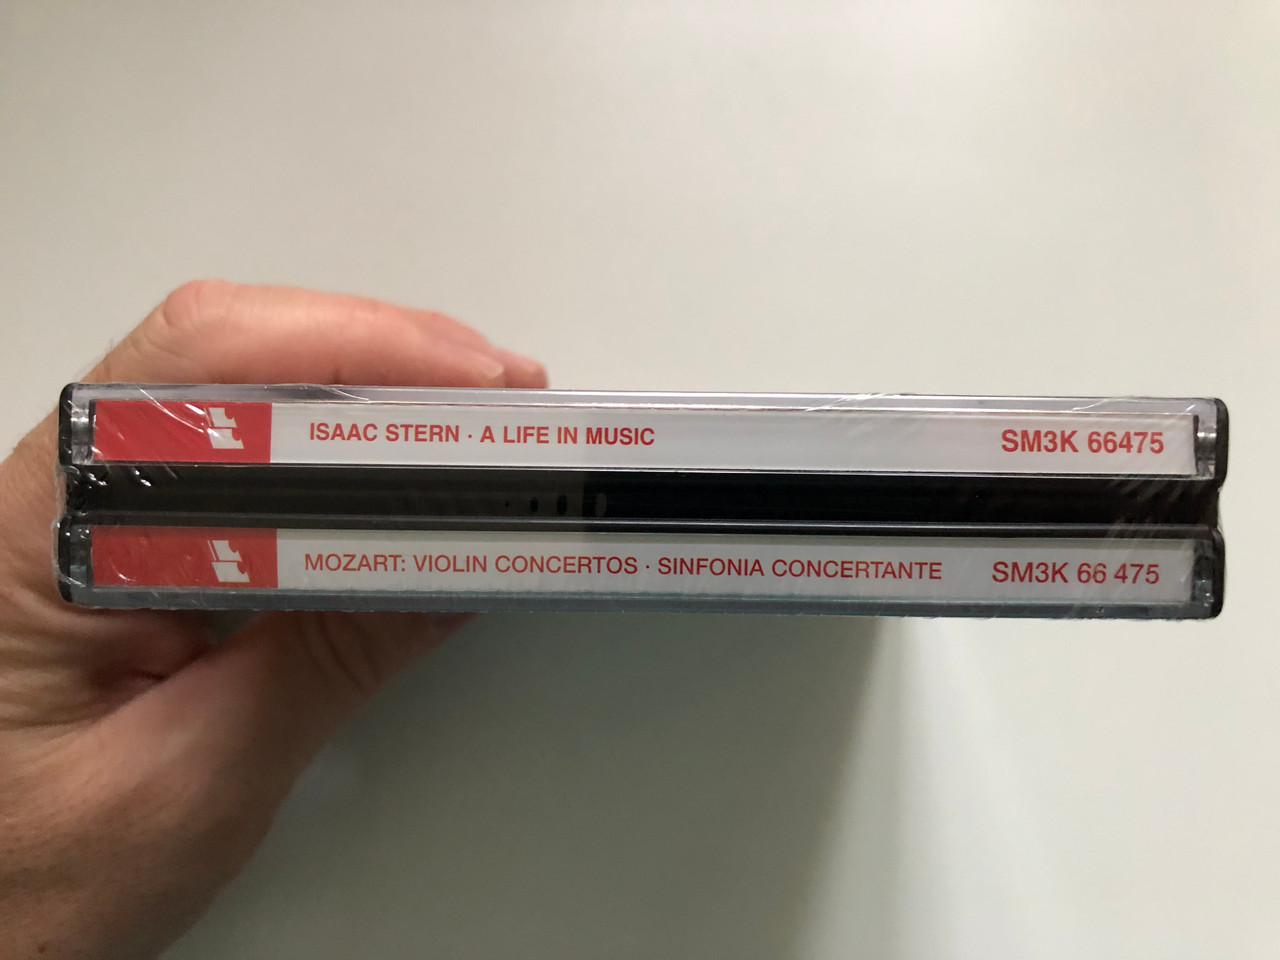 ISAAC STERN · A LIFE IN MUSIC SM3K 66475
MOZART: VIOLIN CONCERTOS · SINFONIA CONCERTANTE SM3K 66 475